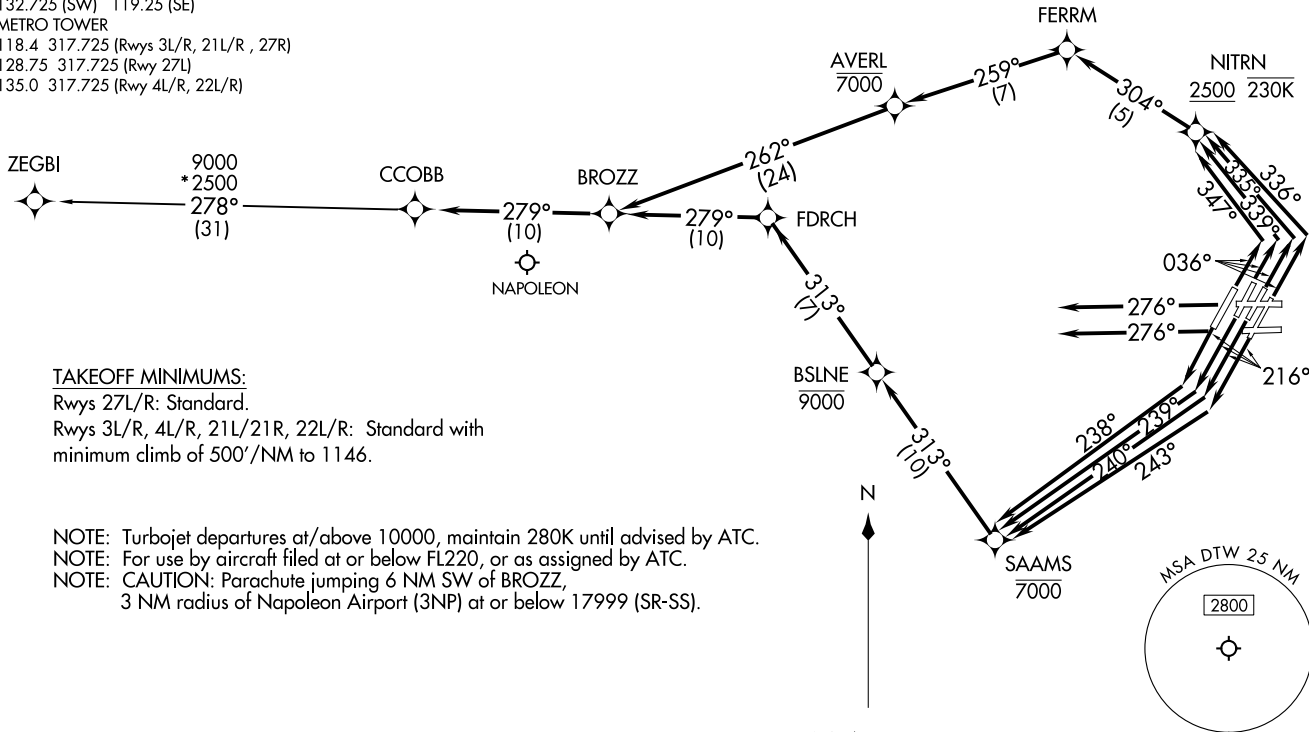 132.725 (SW) 119.25 (SE)
METRO TOWER
118.4 317.725 (Rwys 3L/R, 21L/R , 27R)
128.75 317.725 (Rwy 27L)
135.0 317.725 (Rwy 4L/R, 22L/R)
FERRM
AVERL
7000
259°
(7)
NITRN
2500 230K
304°
(5)
ZEGBI
9000
*2500
278°
(31)
CCOBB
BROZZ
262°
(24)
279°
(10)
279°
(10)
FDRCH
NAPOLEON
335°
336°
347°
339°
036°
276°
276°
216°
313°
(7)
BSLNE
9000
313°
(10)
238°
239°
240°
243°
SAAMS
7000
TAKEOFF MINIMUMS:
Rwys 27L/R: Standard.
Rwys 3L/R, 4L/R, 21L/21R, 22L/R: Standard with
minimum climb of 500'/NM to 1146.
NOTE: Turbojet departures at/above 10000, maintain 280K until advised by ATC.
NOTE: For use by aircraft filed at or below FL220, or as assigned by ATC.
NOTE: CAUTION: Parachute jumping 6 NM SW of BROZZ,
3 NM radius of Napoleon Airport (3NP) at or below 17999 (SR-SS).
N
MSA DTW 25 NM
2800